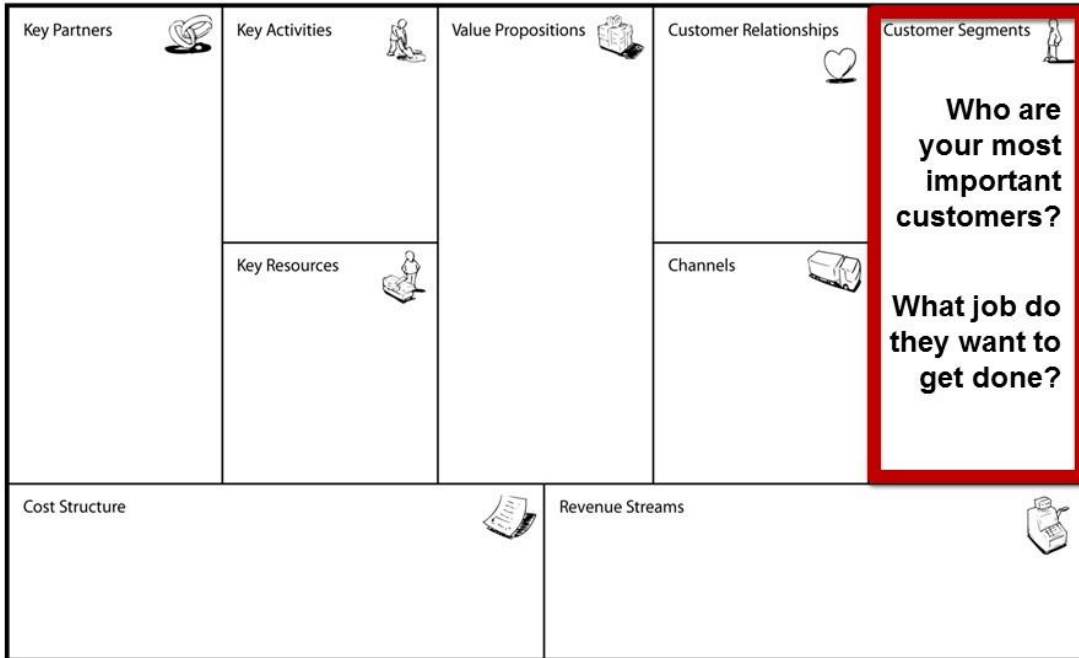 Key Partners
Key Activities
Value Propositions
Customer Relationships
Customer Segments
Who are
your most
important
customers?
What job do
they want to
get done?
Key Resources
Channels
Cost Structure
Revenue Streams